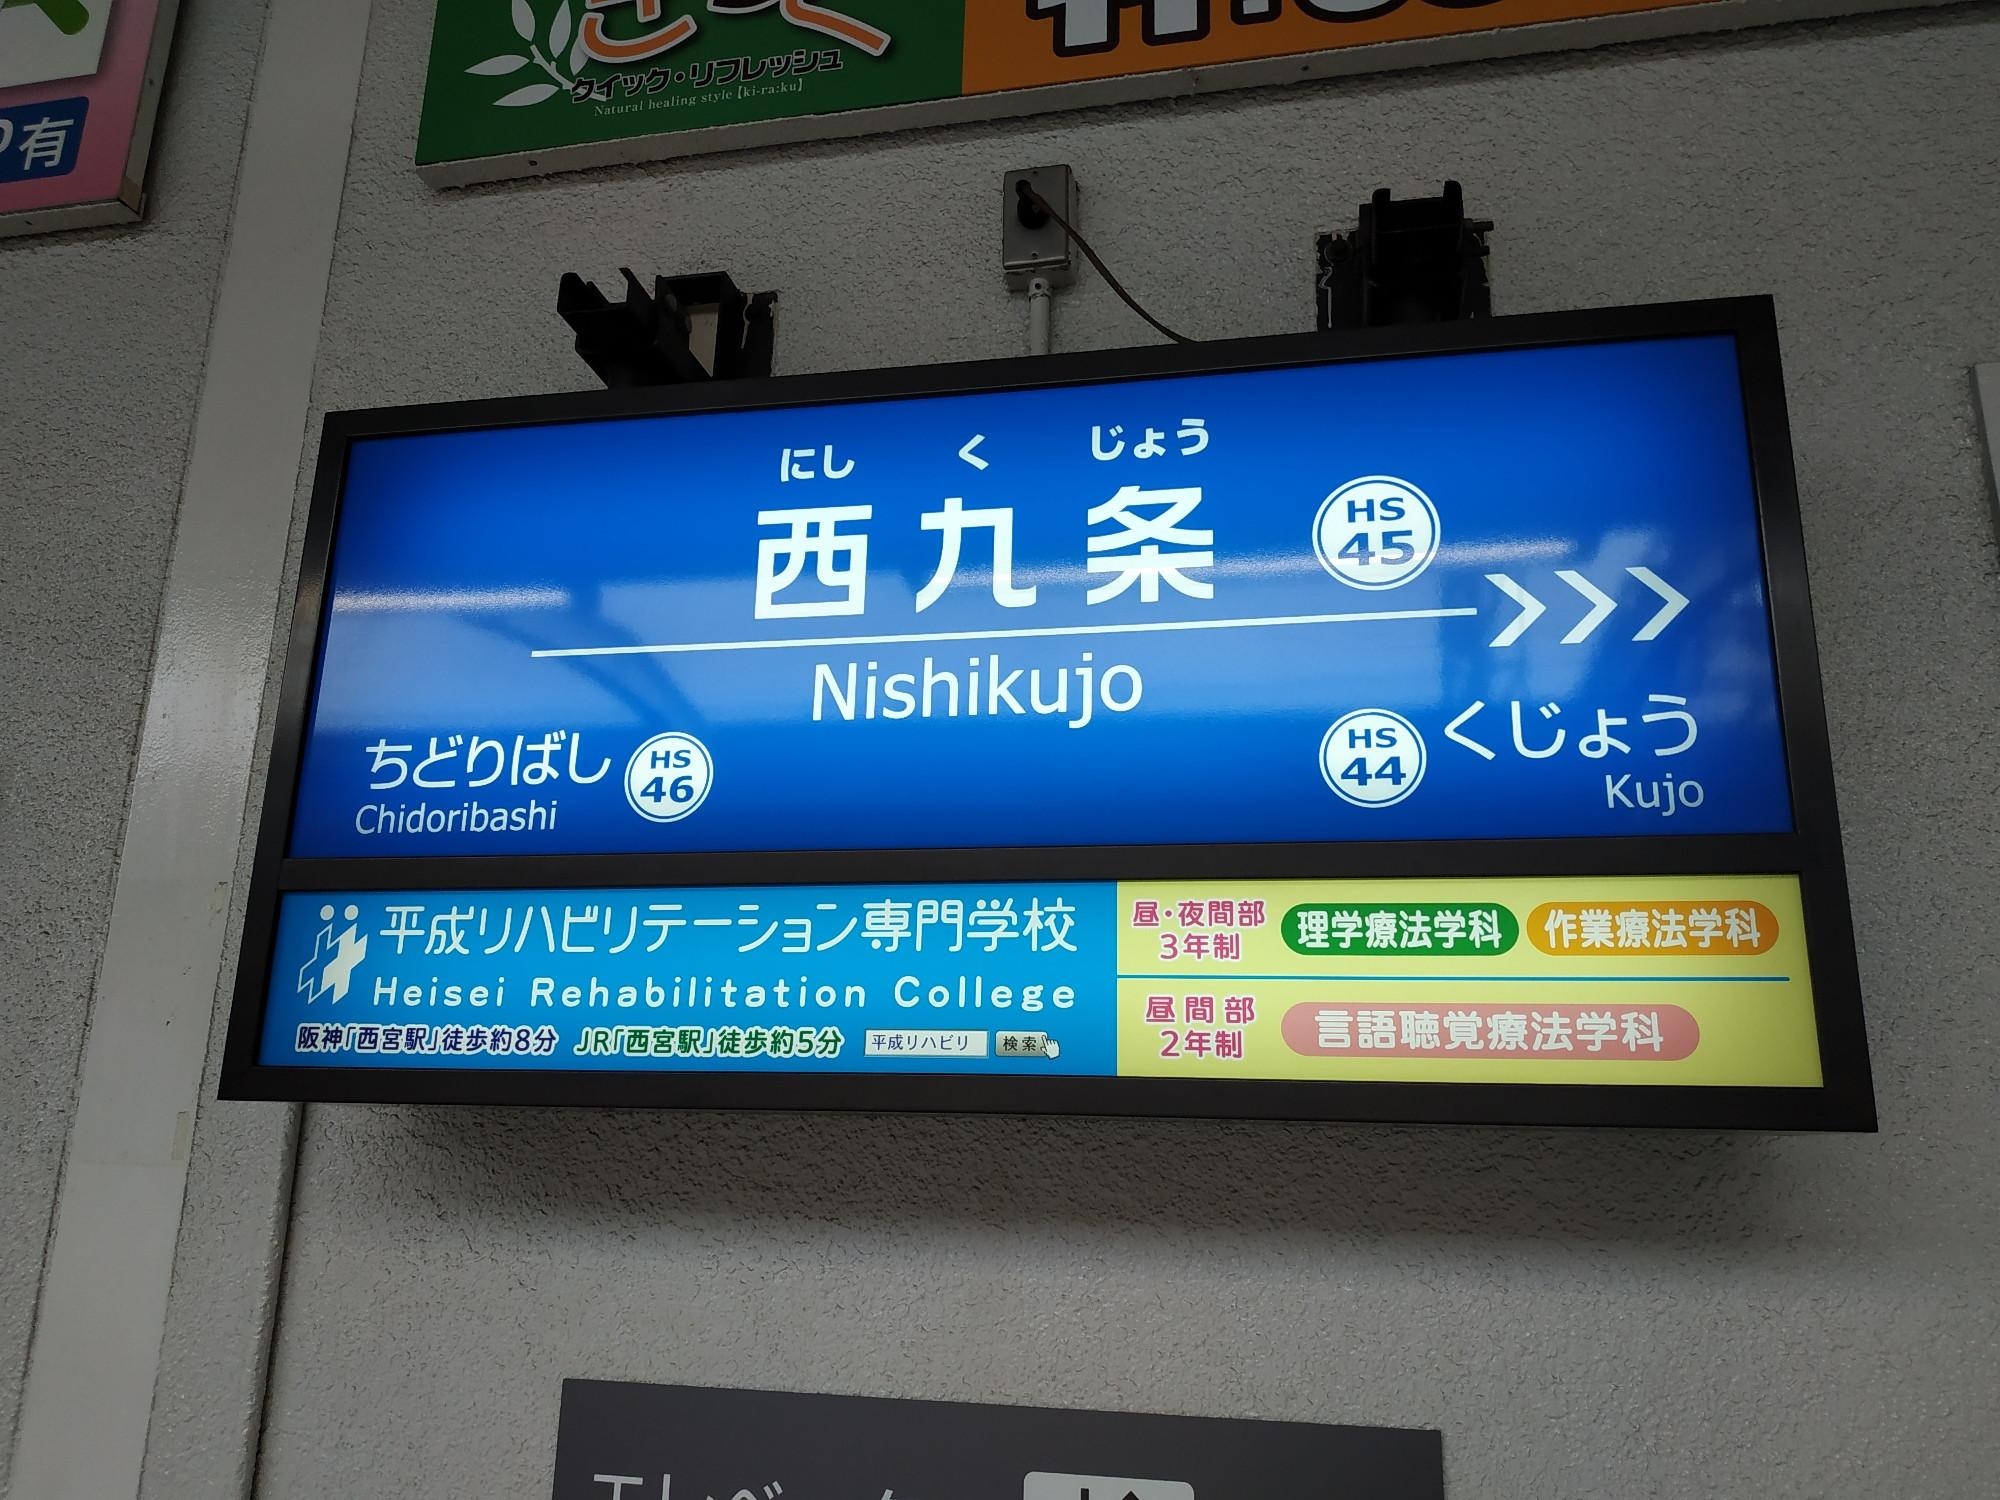 タイック・リフレッシュ
Natural healing style【ki-ra:ku】
有
にし く じょう
西九条
HS
45
Nishikujo
ちどりばし
HS
46
Chidoribashi
HS
44
くじょう
Kujo
平成リハビリテーション専門学校
Heisei Rehabilitation College
阪神「西宮駅」徒歩約8分 JR「西宮駅」徒歩約5分 平成リハビリ 検索
昼・夜間部
3年制
理学療法学科 作業療法学科
昼間部
2年制
言語聴覚療法学科